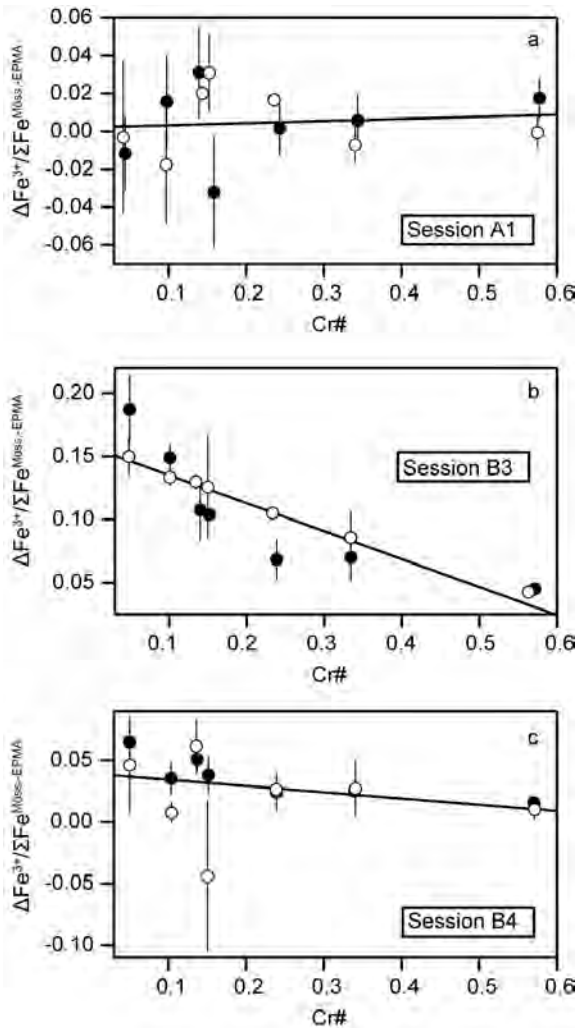 a
0.06
0.04
0.02
0.00
-0.02
-0.04
-0.06
ΔFe³⁺/ΣFeᴹöˢˢ·⁻ᴱᴾᴹᴬ
Session A1
0.1 0.2 0.3 0.4 0.5 0.6
Cr#
b
0.20
0.15
0.10
0.05
ΔFe³⁺/ΣFeᴹöˢˢ·⁻ᴱᴾᴹᴬ
Session B3
0.1 0.2 0.3 0.4 0.5 0.6
Cr#
c
0.05
0.00
-0.05
-0.10
ΔFe³⁺/ΣFeᴹöˢˢ·⁻ᴱᴾᴹᴬ
Session B4
0,1 0.2 0.3 0.4 0.5 0.6
Cr#